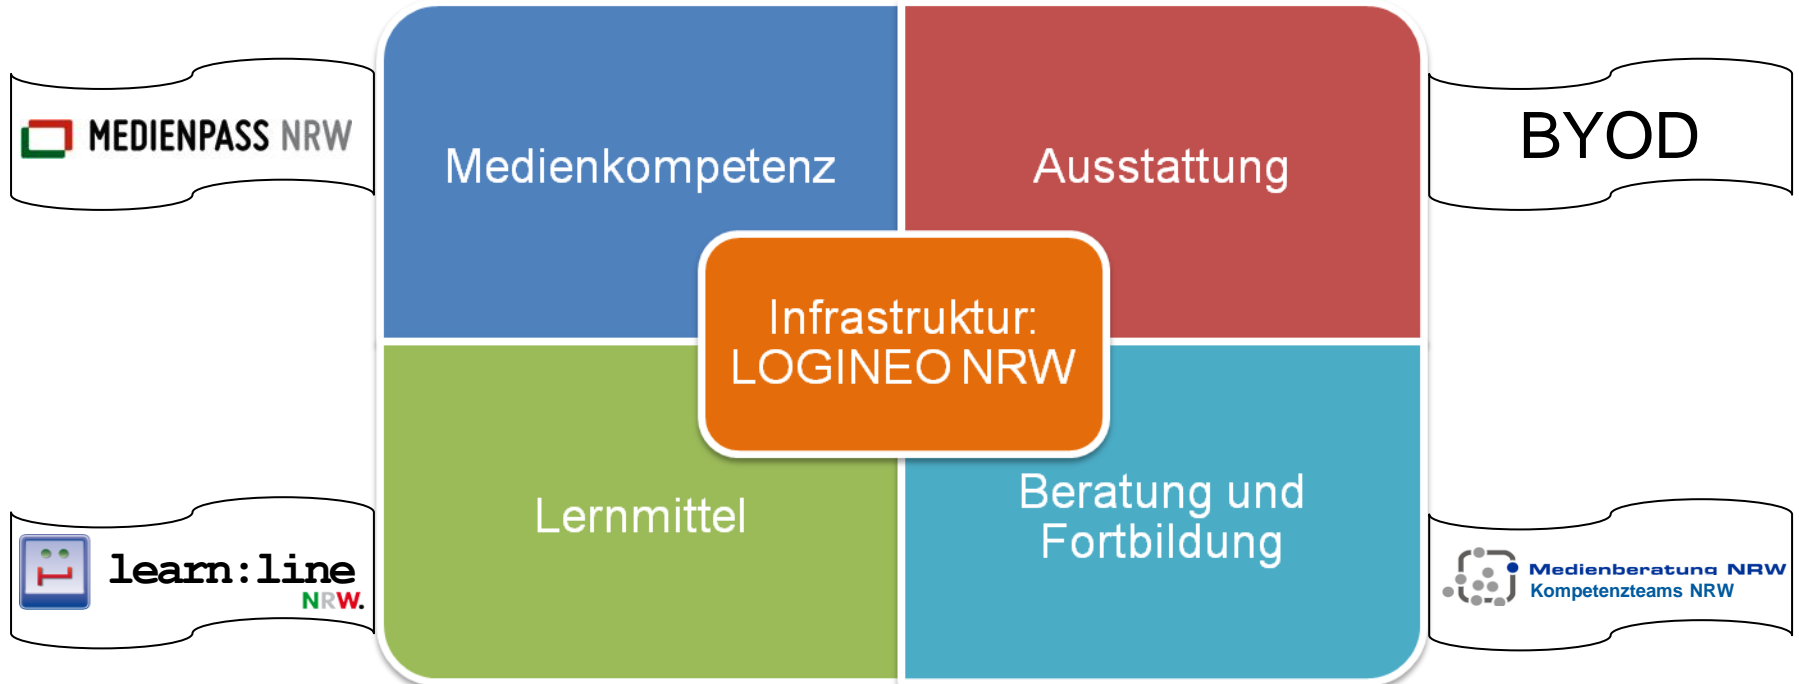 MEDIENPASS NRW
Medienkompetenz
Ausstattung
BYOD
Infrastruktur:
LOGINEO NRW
learn:line
NRW.
Lernmittel
Beratung und
Fortbildung
Medienberatung NRW
Kompetenzteams NRW